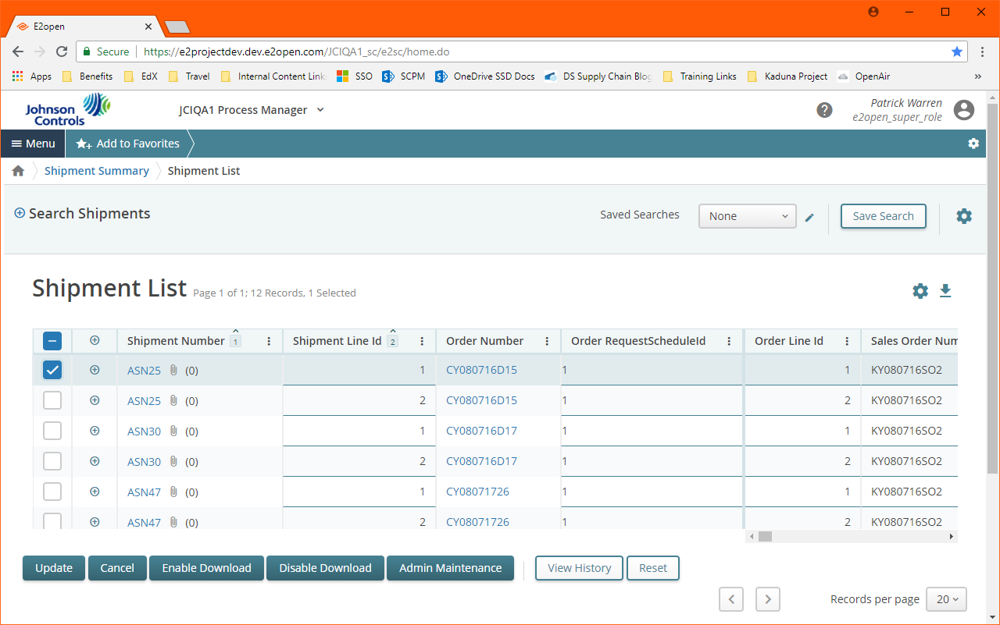 E2open
Secure https://e2projectdev.dev.e2open.com/JCIQA1_sc/e2sc/home.do
Apps Benefits EdX Travel Internal Content Link SSO SCPM OneDrive SSD Docs DS Supply Chain Blog Training Links Kaduna Project OpenAir »
Johnson Controls
JCIQA1 Process Manager
? Patrick Warren
e2open_super_role
Menu Add to Favorites
Shipment Summary Shipment List
Search Shipments Saved Searches None Save Search
Shipment List Page 1 of 1; 12 Records, 1 Selected
Shipment Number 1 Shipment Line Id 2 Order Number Order RequestScheduleId Order Line Id Sales Order Num
ASN25 (0) 1 CY080716D15 1 1 KY080716SO2
ASN25 (0) 2 CY080716D15 1 2 KY080716SO2
ASN30 (0) 1 CY080716D17 1 1 KY080716SO2
ASN30 (0) 2 CY080716D17 1 2 KY080716SO2
ASN47 (0) 1 CY08071726 1 1 KY080716SO2
ASN47 (0) 2 CY08071726 1 2 KY080716SO2
Update Cancel Enable Download Disable Download Admin Maintenance View History Reset
Records per page 20